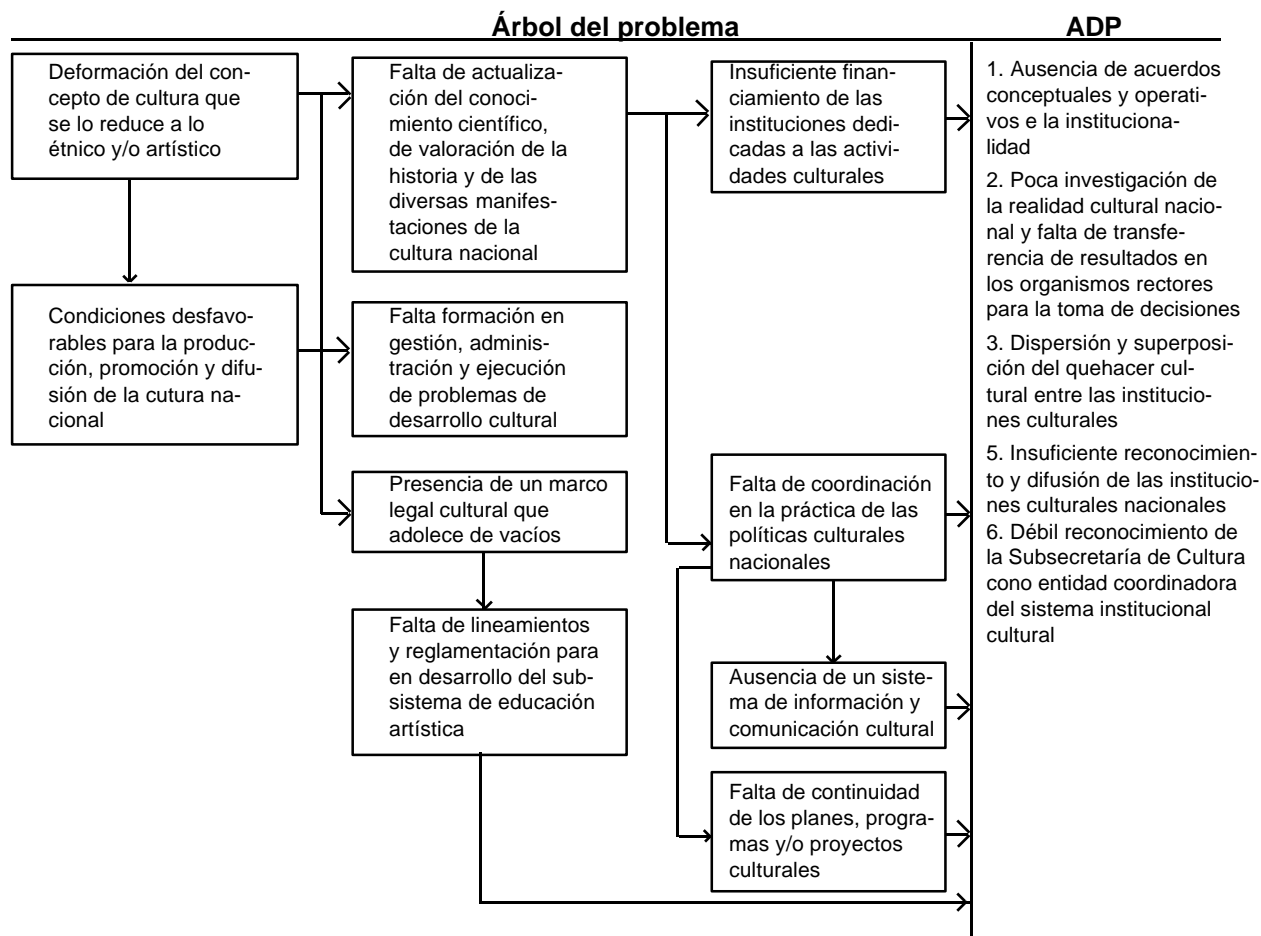 Árbol del problema
ADP
Deformación del con-
cepto de cultura que
se lo reduce a lo
étnico y/o artístico
Condiciones desfavo-
rables para la produc-
ción, promoción y difu-
sión de la cutura na-
cional
Falta de actualiza-
ción del conoci-
miento científico,
de valoración de la
historia y de las
diversas manifes-
taciones de la
cultura nacional
Falta formación en
gestión, adminis-
tración y ejecución
de problemas de
desarrollo cultural
Presencia de un marco
legal cultural que
adolece de vacíos
Falta de lineamientos
y reglamentación para
en desarrollo del sub-
sistema de educación
artística
Insuficiente finan-
ciamiento de las
instituciones dedi-
cadas a las activi-
dades culturales
Falta de coordinación
en la práctica de las
políticas culturales
nacionales
Ausencia de un siste-
ma de información y
comunicación cultural
Falta de continuidad
de los planes, progra-
mas y/o proyectos
culturales
1. Ausencia de acuerdos
conceptuales y operati-
vos e la instituciona-
lidad
2. Poca investigación de
la realidad cultural nacio-
nal y falta de transfe-
rencia de resultados en
los organismos rectores
para la toma de decisiones
3. Dispersión y superposi-
ción del quehacer cul-
tural entre las institucio-
nes culturales
5. Insuficiente reconocimien-
to y difusión de las institucio-
nes culturales nacionales
6. Débil reconocimiento de
la Subsecretaría de Cultura
cono entidad coordinadora
del sistema institucional
cultural